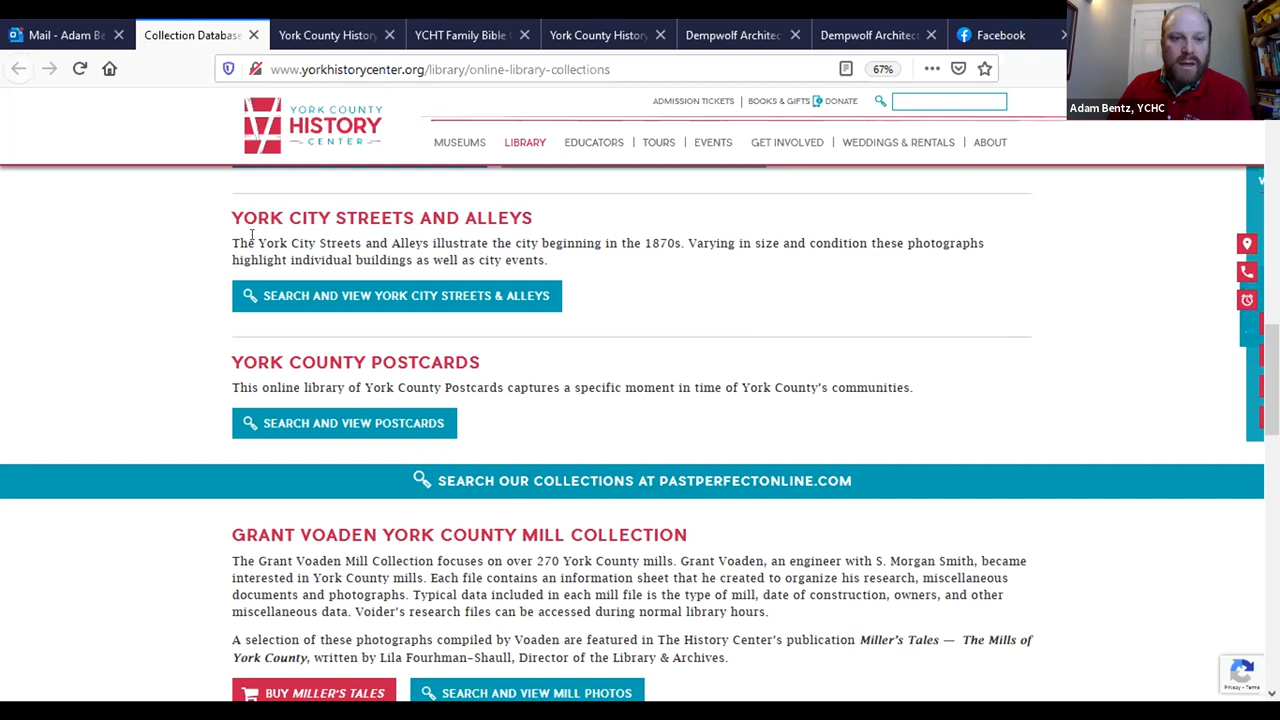 Mail - Adam Be
Collection Database
York County History
YCHT Family Bible
York County History
Dempwolf Architec
Dempwolf Architect
Facebook
www.yorkhistorycenter.org/library/online-library-collections
67%
Adam Bentz, YCHC
YORK COUNTY
HISTORY
CENTER
ADMISSION TICKETS | BOOKS & GIFTS DONATE
MUSEUMS | LIBRARY | EDUCATORS | TOURS | EVENTS | GET INVOLVED | WEDDINGS & RENTALS | ABOUT
YORK CITY STREETS AND ALLEYS
The York City Streets and Alleys illustrate the city beginning in the 1870s. Varying in size and condition these photographs
highlight individual buildings as well as city events.
SEARCH AND VIEW YORK CITY STREETS & ALLEYS
YORK COUNTY POSTCARDS
This online library of York County Postcards captures a specific moment in time of York County's communities.
SEARCH AND VIEW POSTCARDS
SEARCH OUR COLLECTIONS AT PASTPERFECTONLINE.COM
GRANT VOADEN YORK COUNTY MILL COLLECTION
The Grant Voaden Mill Collection focuses on over 270 York County mills. Grant Voaden, an engineer with S. Morgan Smith, became
interested in York County mills. Each file contains an information sheet that he created to organize his research, miscellaneous
documents and photographs. Typical data included in each mill file is the type of mill, date of construction, owners, and other
miscellaneous data. Voider's research files can be accessed during normal library hours.
A selection of these photographs compiled by Voaden are featured in The History Center's publication Miller's Tales — The Mills of
York County, written by Lila Fourhman-Shaull, Director of the Library & Archives.
BUY MILLER'S TALES
SEARCH AND VIEW MILL PHOTOS
Privacy - Terms